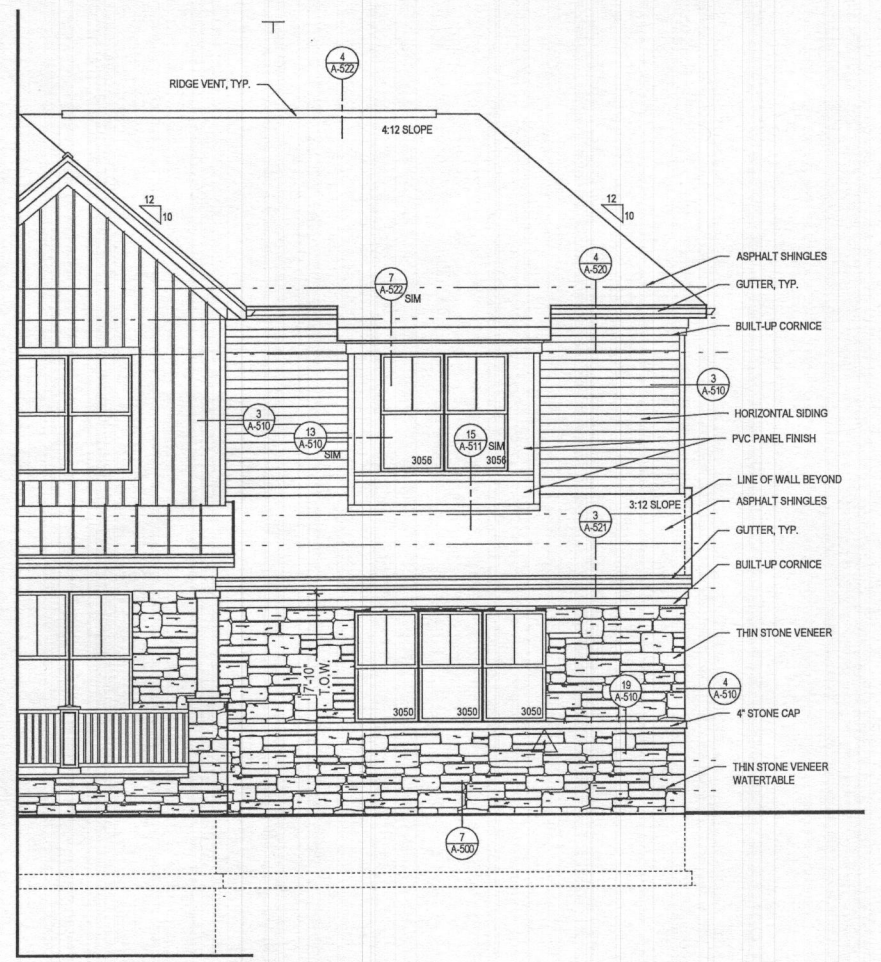 4
A-522
RIDGE VENT, TYP.
4:12 SLOPE
12
10
12
10
ASPHALT SHINGLES
4
A-520
7
A-522
SIM
GUTTER, TYP.
BUILT-UP CORNICE
3
A-510
3
A-510
HORIZONTAL SIDING
13
A-510
SIM
15
A-511
SIM
PVC PANEL FINISH
3056
3056
LINE OF WALL BEYOND
3:12 SLOPE
ASPHALT SHINGLES
3
A-521
GUTTER, TYP.
BUILT-UP CORNICE
THIN STONE VENEER
7'-10"
T.O.W.
19
A-510
4
A-510
3050
3050
3050
4" STONE CAP
4
THIN STONE VENEER
WATERTABLE
7
A-500